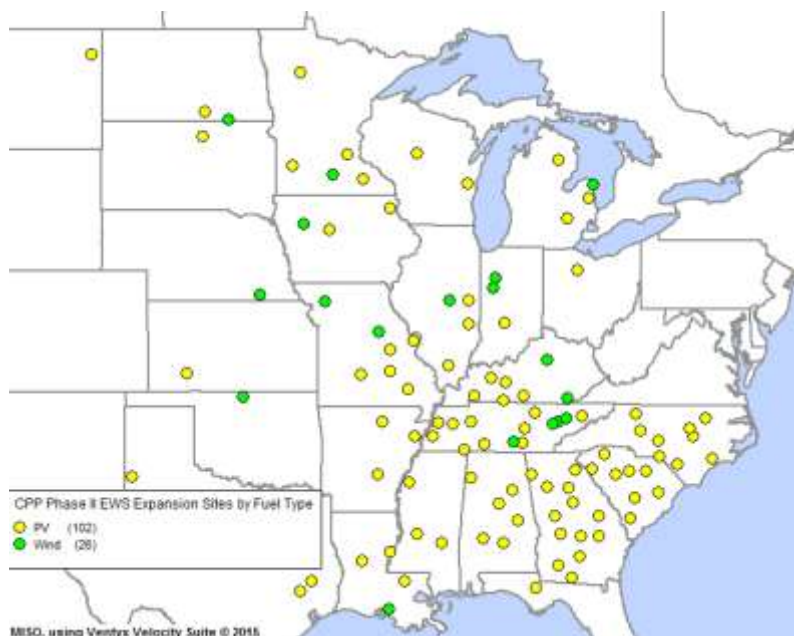 CPP Phase II EWS Expansion Sites by Fuel Type
PV (102)
Wind (26)
MISO, using Ventyx Velocity Suite © 2015